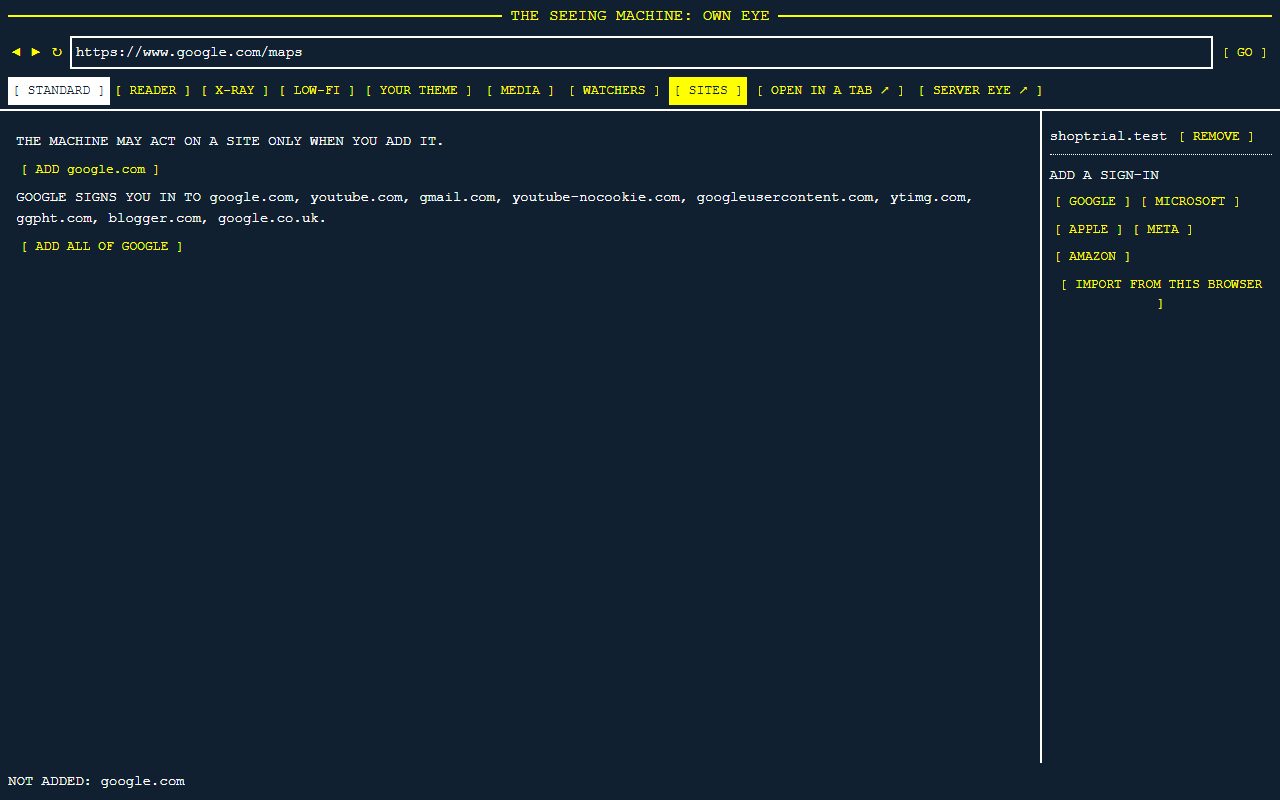 THE SEEING MACHINE: OWN EYE
◄ ► ↻ https://www.google.com/maps [ GO ]
[ STANDARD ] [ READER ] [ X-RAY ] [ LOW-FI ] [ YOUR THEME ] [ MEDIA ] [ WATCHERS ] [ SITES ] [ OPEN IN A TAB ↗ ] [ SERVER EYE ↗ ]
THE MACHINE MAY ACT ON A SITE ONLY WHEN YOU ADD IT.
[ ADD google.com ]
GOOGLE SIGNS YOU IN TO google.com, youtube.com, gmail.com, youtube-nocookie.com, googleusercontent.com, ytimg.com,
ggpht.com, blogger.com, google.co.uk.
[ ADD ALL OF GOOGLE ]
shoptrial.test [ REMOVE ]
ADD A SIGN-IN
[ GOOGLE ] [ MICROSOFT ]
[ APPLE ] [ META ]
[ AMAZON ]
[ IMPORT FROM THIS BROWSER
]
NOT ADDED: google.com